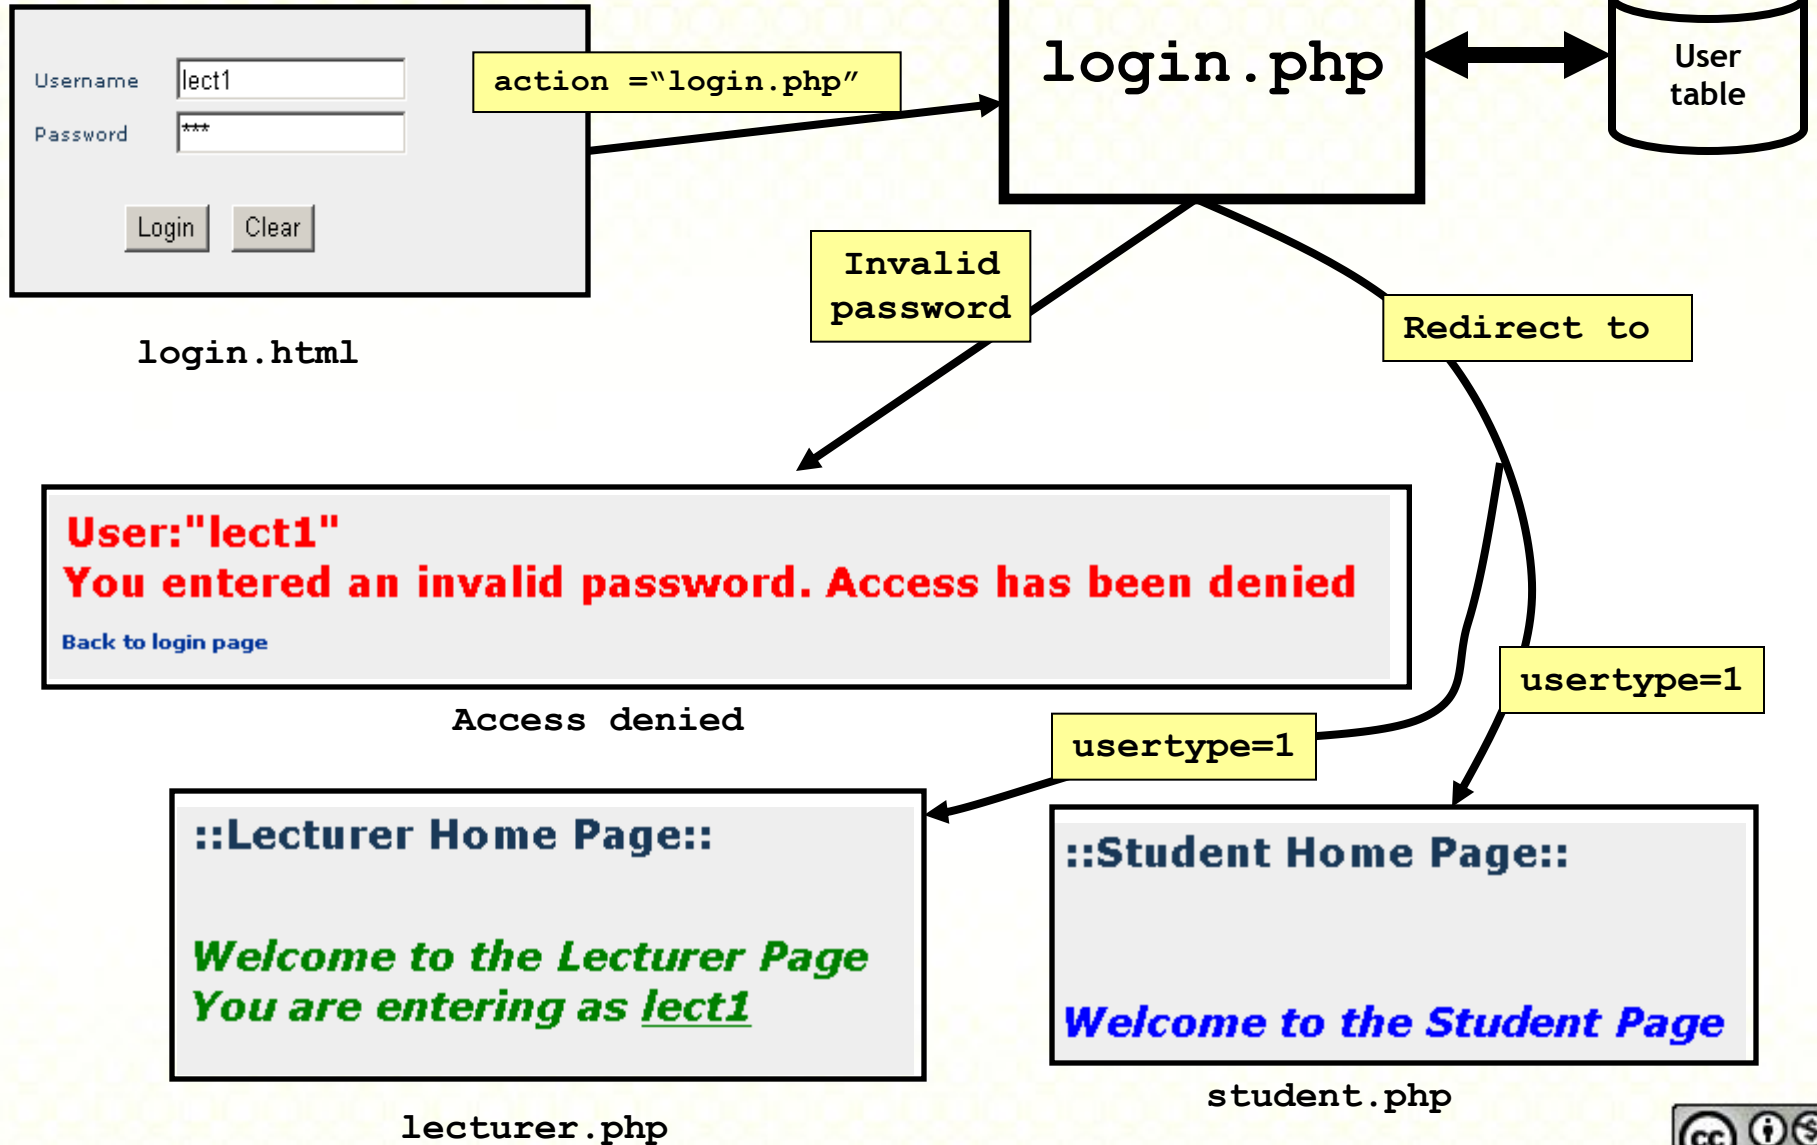 Username lect1
Password ***
Login Clear
login.html
action ="login.php”
login.php
User
table
Invalid
password
Redirect to
User:"lect1"
You entered an invalid password. Access has been denied
Back to login page
Access denied
usertype=1
usertype=1
::Lecturer Home Page::
Welcome to the Lecturer Page
You are entering as lect1
lecturer.php
::Student Home Page::
Welcome to the Student Page
student.php
cc